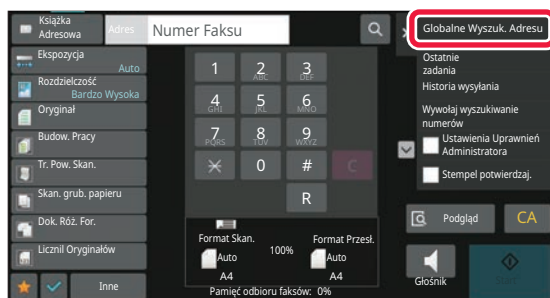 Książka
Adresowa
Adres
Numer Faksu
Globalne Wyszuk. Adresu
Ekspozycja
Auto
Rozdzielczość
Bardzo Wysoka
Oryginał
Budow. Pracy
Tr. Pow. Skan.
Skan. grub. papieru
Dok. Róż. For.
Licznil Oryginałów
Inne
1
2
ABC
3
DEF
4
GHI
5
JKL
6
MNO
7
PQRS
8
TUV
9
WXYZ
0
#
C
R
Format Skan.
Auto
A4
100%
Format Przesł.
Auto
A4
Pamięć odbioru faksów: 0%
Ostatnie
zadania
Historia wysyłania
Wywołaj wyszukiwanie
numerów
Ustawienia Uprawnień
Administratora
Stempel potwierdzaj.
Podgląd
CA
Głośnik
Start